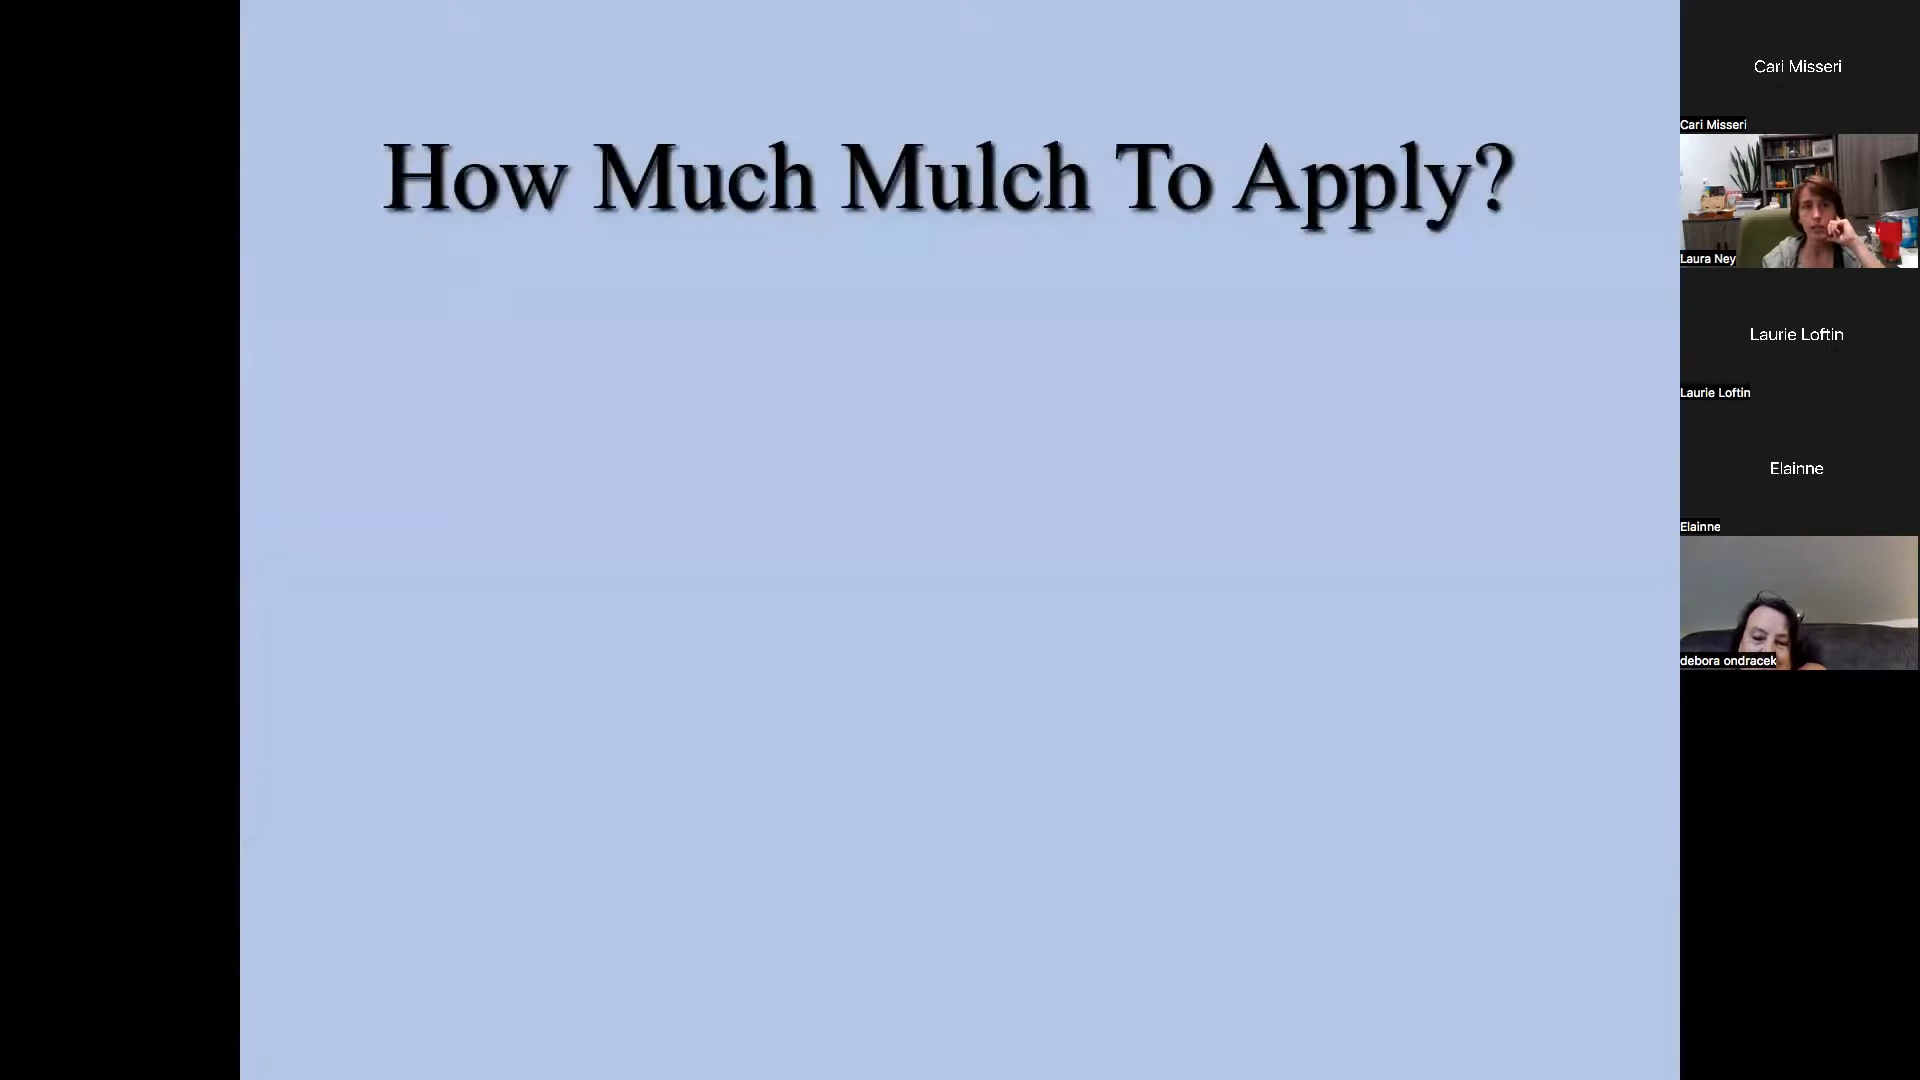 How Much Mulch To Apply?
Cari Misseri
Cari Misseri
Laura Ney
Laurie Loftin
Laurie Loftin
Elainne
Elainne
debora ondracek